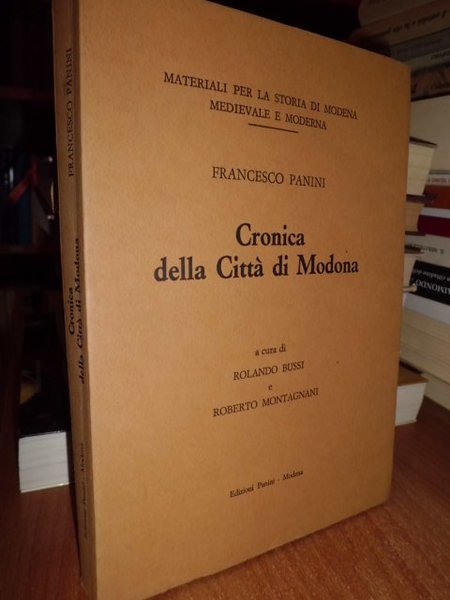 MATERIALI PER LA STORIA DI MODENA
MEDIEVALE E MODERNA
FRANCESCO PANINI
Cronica
della Città di Modona
a cura di
ROLANDO BUSSI
e
ROBERTO MONTAGNANI
Edizioni Panini - Modena
FRANCESCO PANINI
Cronica
della Città di Modona